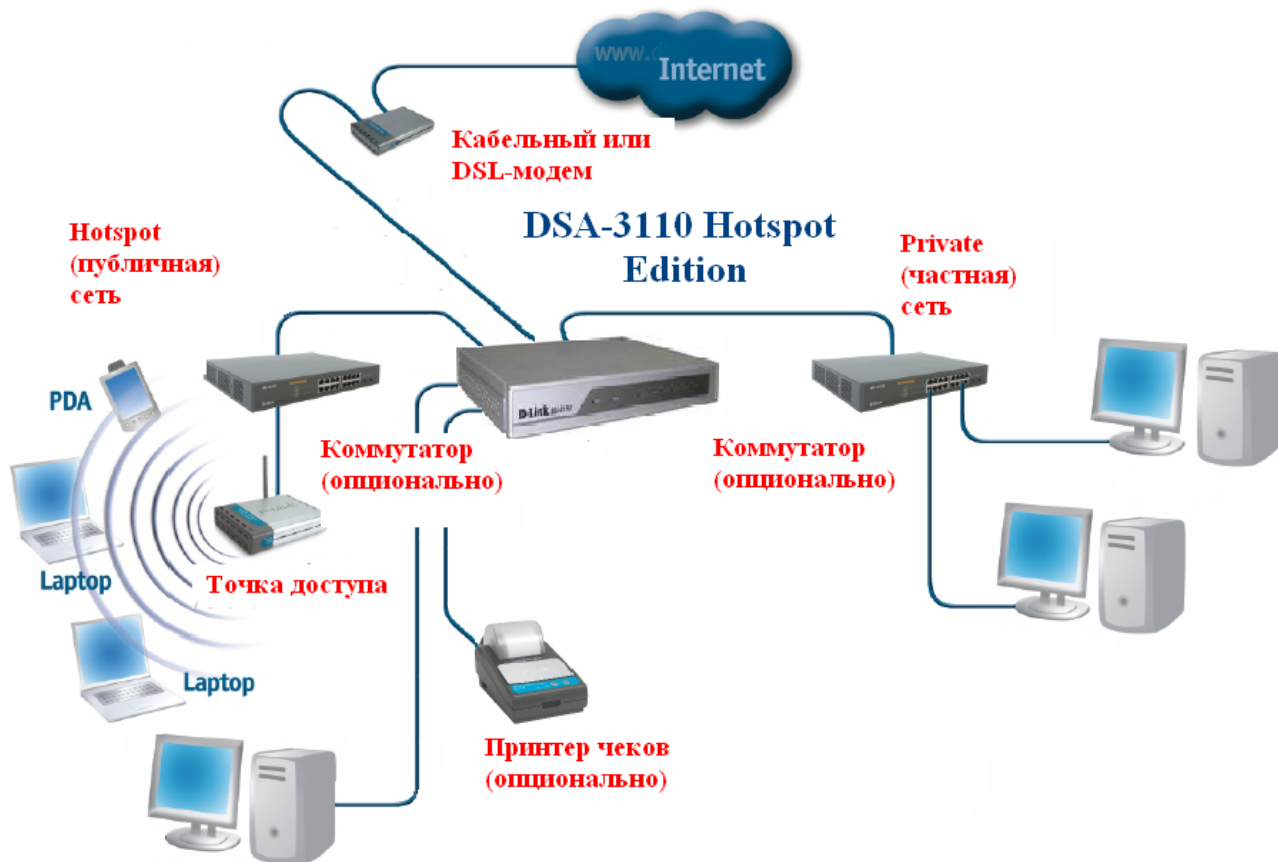 www.d
Internet
Кабельный или
DSL-модем
DSA-3110 Hotspot
Edition
Hotspot
(публичная)
сеть
Private
(частная)
сеть
PDA
D-Link
Коммутатор
(опционально)
Коммутатор
(опционально)
Laptop
Точка доступа
Laptop
Принтер чеков
(опционально)